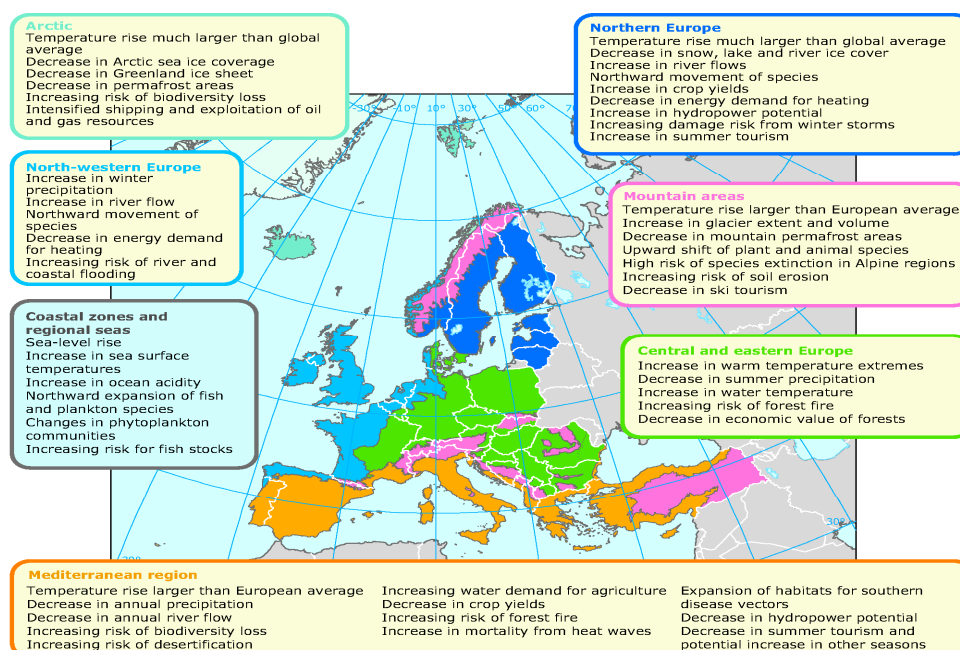 Arctic
Temperature rise much larger than global
average
Decrease in Arctic sea ice coverage
Decrease in Greenland ice sheet
Decrease in permafrost areas
Increasing risk of biodiversity loss
Intensified shipping and exploitation of oil
and gas resources
Northern Europe
Temperature rise much larger than global average
Decrease in snow, lake and river ice cover
Increase in river flows
Northward movement of species
Increase in crop yields
Decrease in energy demand for heating
Increase in hydropower potential
Increasing damage risk from winter storms
Increase in summer tourism
-30° -10° 10° 30° 50° 70
North-western Europe
Increase in winter
precipitation
Increase in river flow
Northward movement of
species
Decrease in energy demand
for heating
Increasing risk of river and
coastal flooding
Mountain areas
Temperature rise larger than European average
Increase in glacier extent and volume
Decrease in mountain permafrost areas
Upward shift of plant and animal species
High risk of species extinction in Alpine regions
Increasing risk of soil erosion
Decrease in ski tourism
Coastal zones and
regional seas
Sea-level rise
Increase in sea surface
temperatures
Increase in ocean acidity
Northward expansion of fish
and plankton species
Changes in phytoplankton
communities
Increasing risk for fish stocks
Central and eastern Europe
Increase in warm temperature extremes
Decrease in summer precipitation
Increase in water temperature
Increasing risk of forest fire
Decrease in economic value of forests
30°
Mediterranean region
Temperature rise larger than European average
Decrease in annual precipitation
Decrease in annual river flow
Increasing risk of biodiversity loss
Increasing risk of desertification
Increasing water demand for agriculture
Decrease in crop yields
Increasing risk of forest fire
Increase in mortality from heat waves
Expansion of habitats for southern
disease vectors
Decrease in hydropower potential
Decrease in summer tourism and
potential increase in other seasons